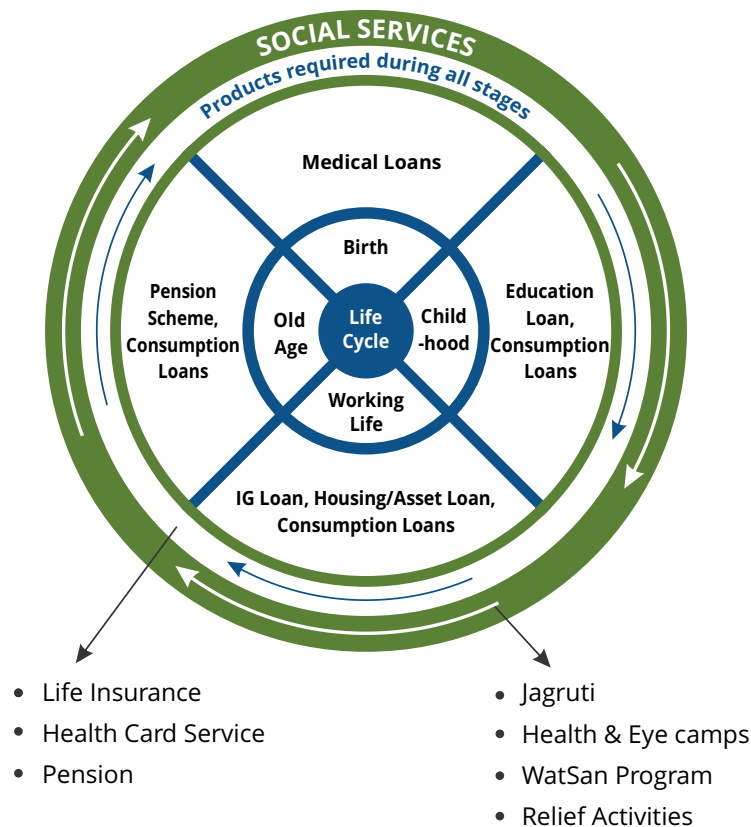 SOCIAL SERVICES
Products required during all stages
Medical Loans
Birth
Pension
Scheme,
Consumption
Loans
Old
Age
Life
Cycle
Child
-hood
Education
Loan,
Consumption
Loans
Working
Life
IG Loan, Housing/Asset Loan,
Consumption Loans
• Life Insurance
• Health Card Service
• Pension
• Jagruti
• Health & Eye camps
• WatSan Program
• Relief Activities